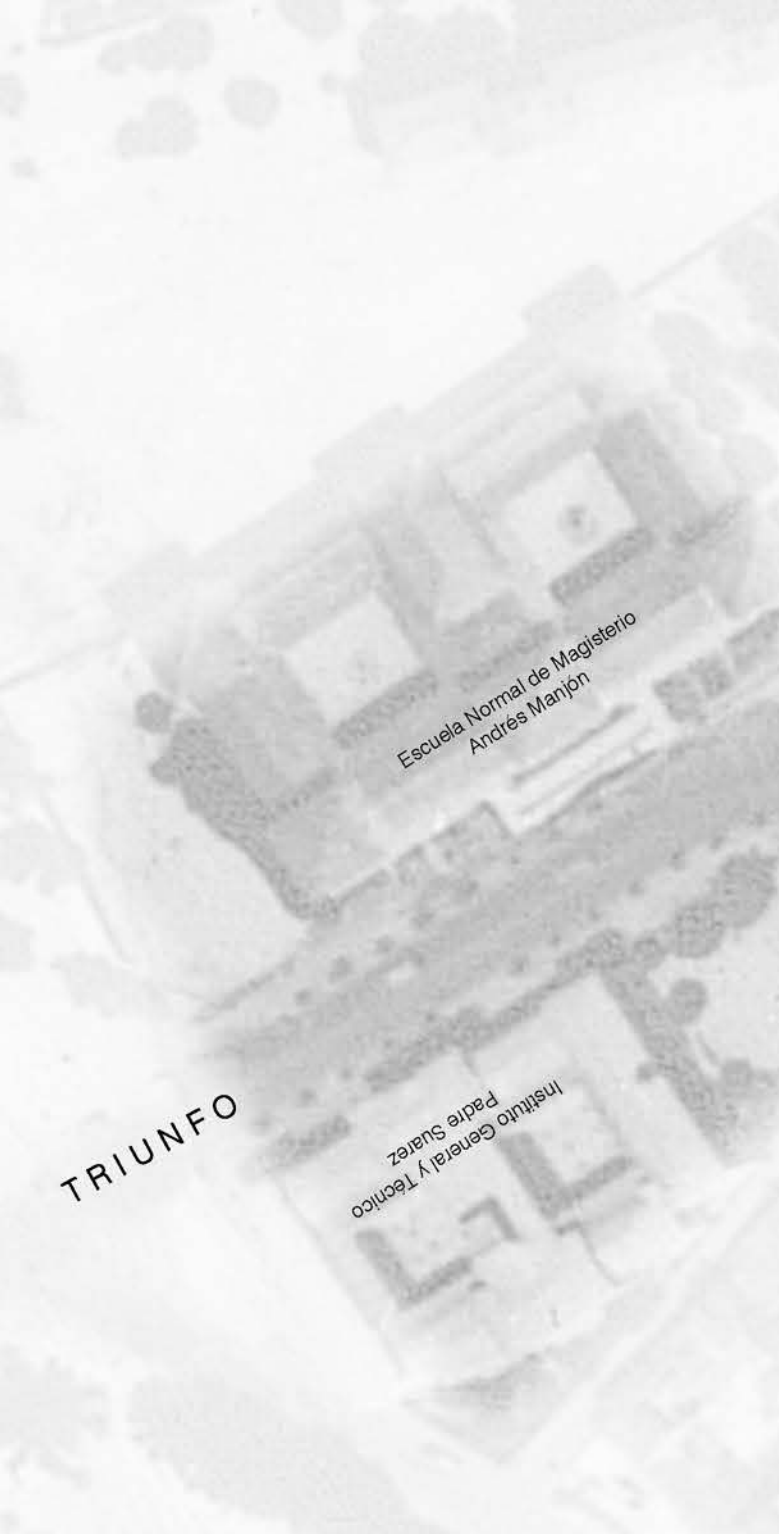 Escuela Normal de Magisterio
Andrés Manjón
TRIUNFO
Instituto General y Técnico
Padre Suarez